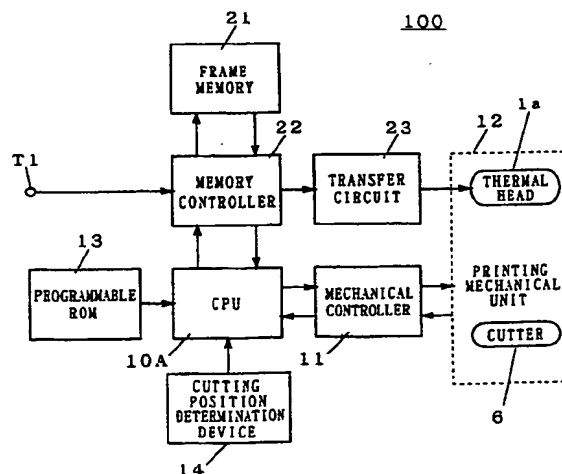 100
21
FRAME
MEMORY
1a
22
23
12
T1
MEMORY
CONTROLLER
TRANSFER
CIRCUIT
THERMAL
HEAD
13
PROGRAMMABLE
ROM
CPU
MECHANICAL
CONTROLLER
PRINTING
MECHANICAL
UNIT
CUTTER
10A
11
6
CUTTING
POSITION
DETERMINATION
DEVICE
14